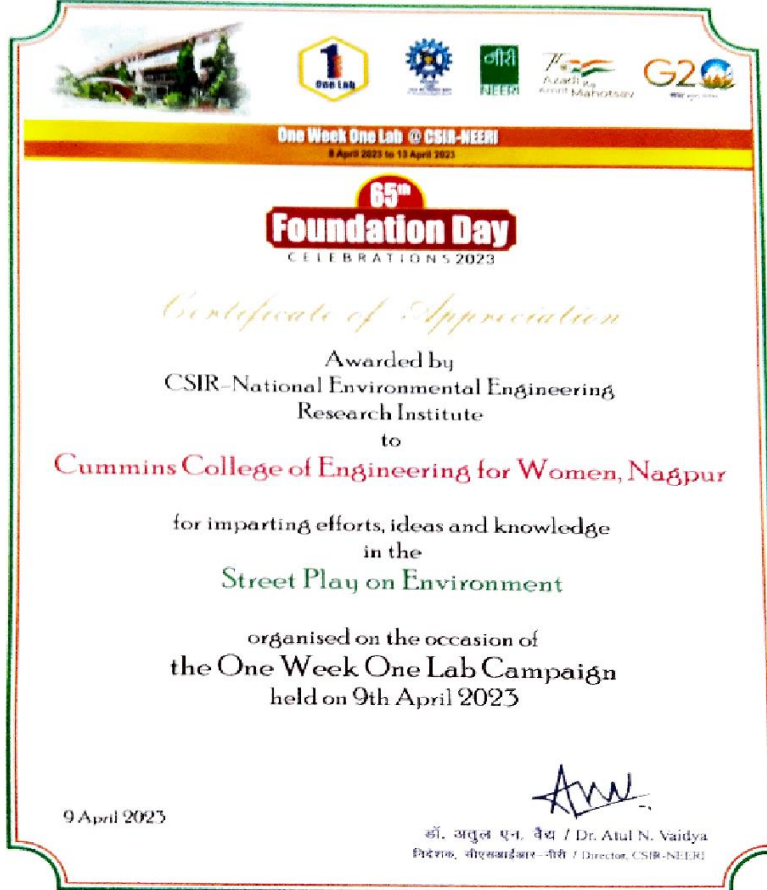 1
One Lab
नीरी
NEERI
75
Azadi Ka
Amrit Mahotsav
G20
One Week One Lab @ CSIR-NEERI
8 April 2023 to 13 April 2023
65th
Foundation Day
CELEBRATIONS 2023
Certificate of Appreciation
Awarded by
CSIR-National Environmental Engineering
Research Institute
to
Cummins College of Engineering for Women, Nagpur
for imparting efforts, ideas and knowledge
in the
Street Play on Environment
organised on the occasion of
the One Week One Lab Campaign
held on 9th April 2023
9 April 2023
डॉ. अतुल एन. वैद्य / Dr. Atul N. Vaidya
निदेशक, सीएसआईआर-नीरी / Director, CSIR-NEERI